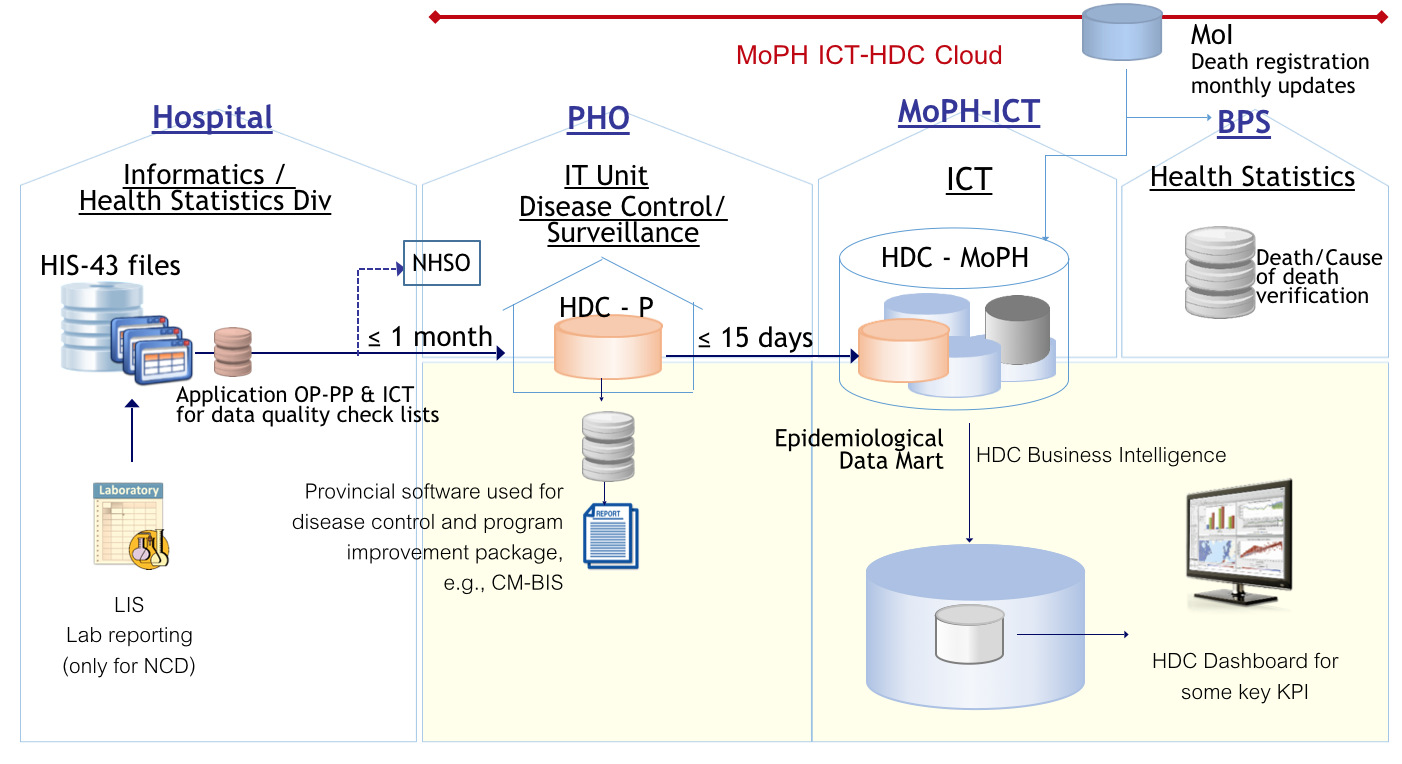 MoPH ICT-HDC Cloud
MoI
Death registration
monthly updates
Hospital
Informatics /
Health Statistics Div
HIS-43 files
Application OP-PP & ICT
for data quality check lists
Laboratory
LIS
Lab reporting
(only for NCD)
PHO
IT Unit
Disease Control/
Surveillance
NHSO
≤ 1 month
HDC - P
≤ 15 days
Provincial software used for
disease control and program
improvement package,
e.g., CM-BIS
REPORT
MoPH-ICT
ICT
HDC - MoPH
Epidemiological
Data Mart
HDC Business Intelligence
BPS
Health Statistics
Death/Cause
of death
verification
HDC Dashboard for
some key KPI